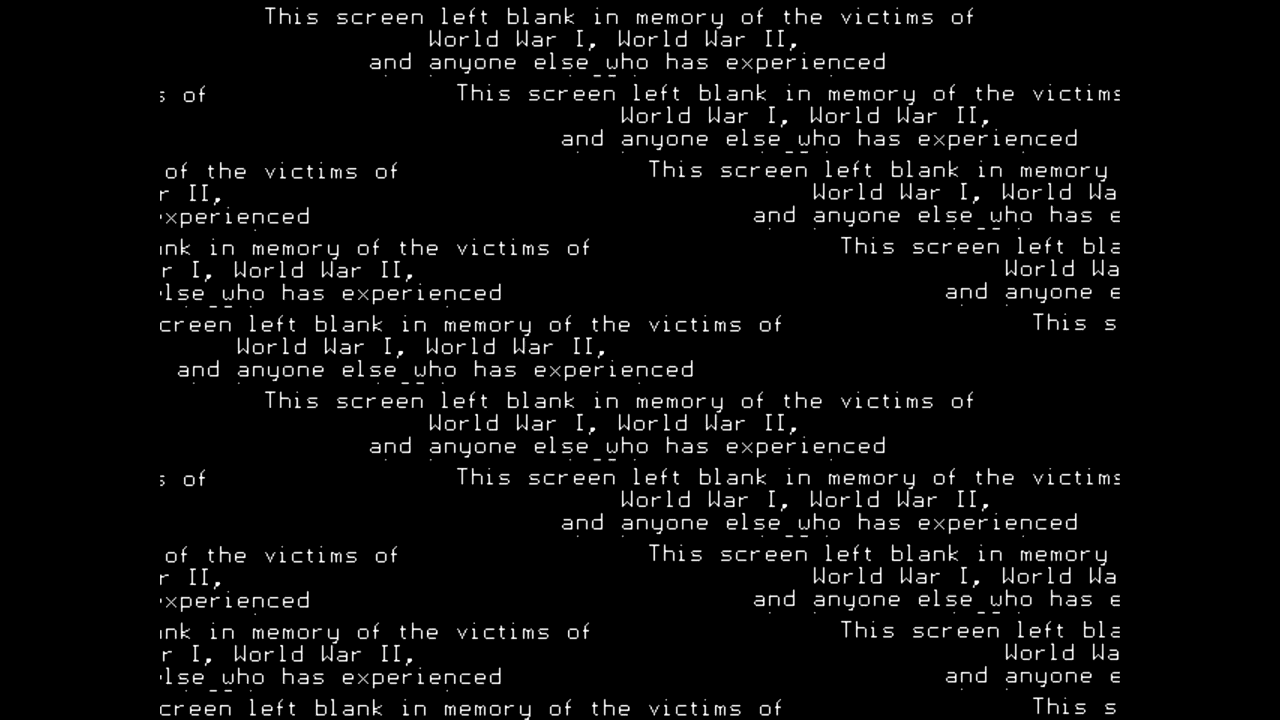 This screen left blank in memory of the victims of
World War I, World War II,
and anyone else who has experienced
s of This screen left blank in memory of the victims
World War I, World War II,
and anyone else who has experienced
of the victims of This screen left blank in memory
r II, World War I, World Wa
xperienced and anyone else who has e
nk in memory of the victims of This screen left bla
r I, World War II, World Wa
lse who has experienced and anyone e
creen left blank in memory of the victims of This s
World War I, World War II,
and anyone else who has experienced
This screen left blank in memory of the victims of
World War I, World War II,
and anyone else who has experienced
s of This screen left blank in memory of the victims
World War I, World War II,
and anyone else who has experienced
of the victims of This screen left blank in memory
r II, World War I, World Wa
xperienced and anyone else who has e
nk in memory of the victims of This screen left bla
r I, World War II, World Wa
lse who has experienced and anyone e
creen left blank in memory of the victims of This s